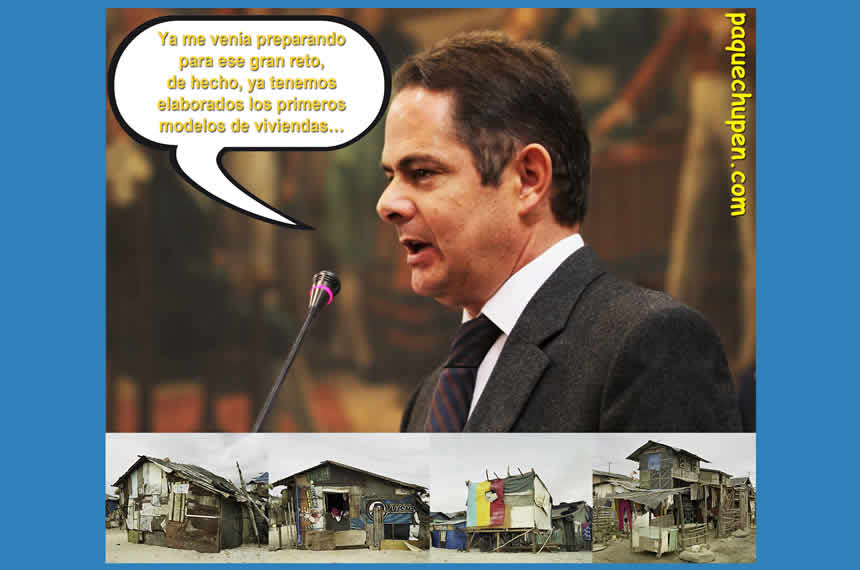 Ya me venía preparando
para ese gran reto,
de hecho, ya tenemos
elaborados los primeros
modelos de viviendas...
paquechupen.com